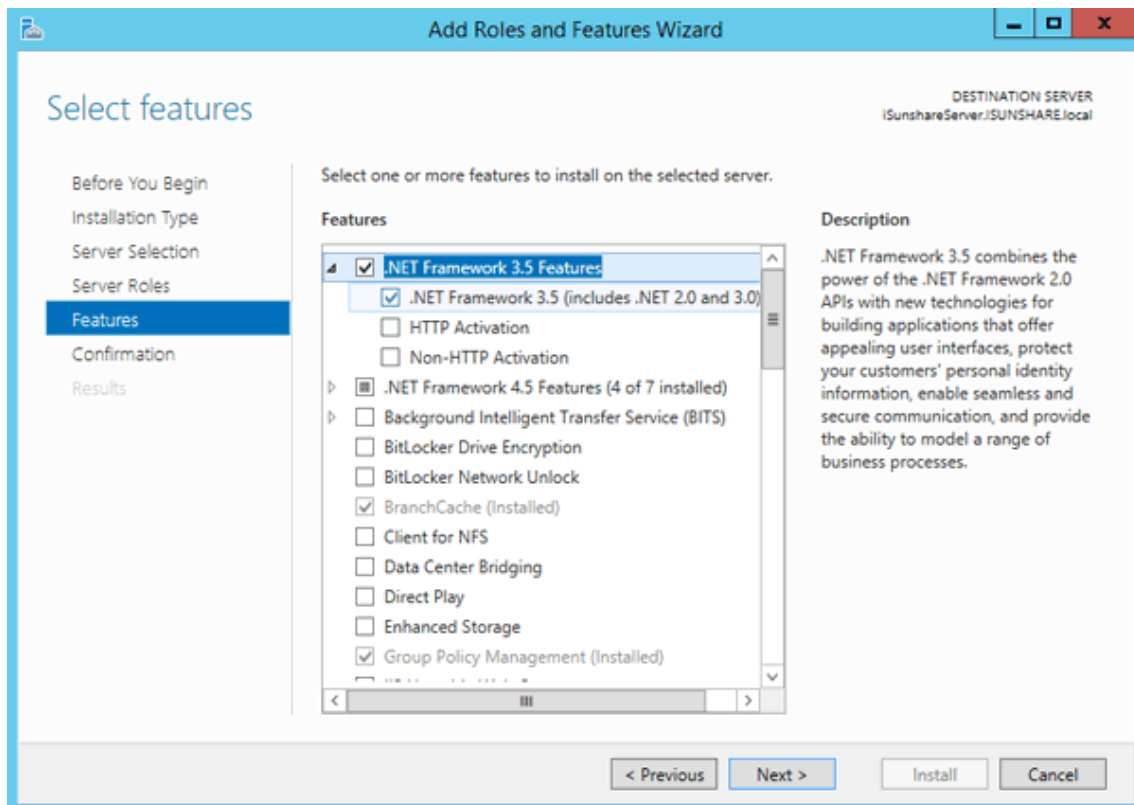 Add Roles and Features Wizard
Select features
DESTINATION SERVER
iSunshareServer.ISUNSHARE.local
Before You Begin
Installation Type
Server Selection
Server Roles
Features
Confirmation
Results
Select one or more features to install on the selected server.
Features
.NET Framework 3.5 Features
.NET Framework 3.5 (includes .NET 2.0 and 3.0)
HTTP Activation
Non-HTTP Activation
.NET Framework 4.5 Features (4 of 7 installed)
Background Intelligent Transfer Service (BITS)
BitLocker Drive Encryption
BitLocker Network Unlock
BranchCache (Installed)
Client for NFS
Data Center Bridging
Direct Play
Enhanced Storage
Group Policy Management (Installed)
Description
.NET Framework 3.5 combines the
power of the .NET Framework 2.0
APIs with new technologies for
building applications that offer
appealing user interfaces, protect
your customers' personal identity
information, enable seamless and
secure communication, and provide
the ability to model a range of
business processes.
< Previous
Next >
Install
Cancel